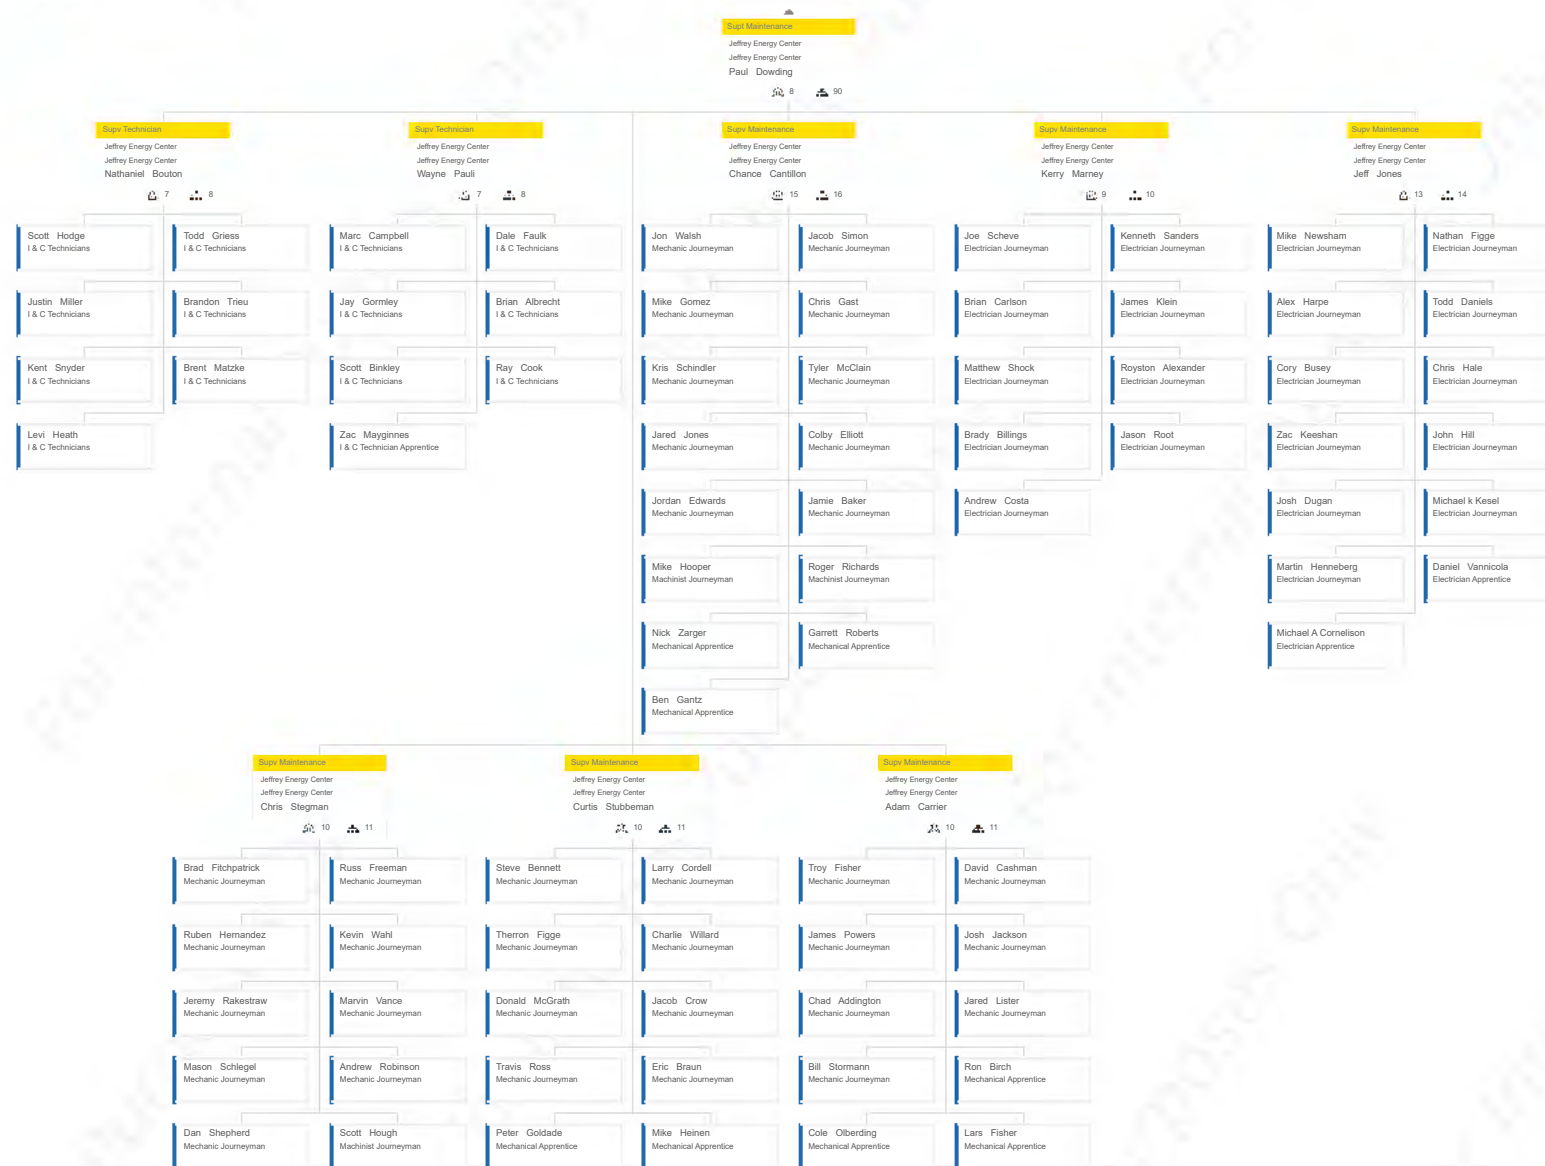 Supt Maintenance
Jeffrey Energy Center
Jeffrey Energy Center
Paul Dowding
8 90
Supv Technician
Jeffrey Energy Center
Jeffrey Energy Center
Nathaniel Bouton
7 8
Scott Hodge
I & C Technicians
Todd Griess
I & C Technicians
Justin Miller
I & C Technicians
Brandon Trieu
I & C Technicians
Kent Snyder
I & C Technicians
Brent Matzke
I & C Technicians
Levi Heath
I & C Technicians
Supv Technician
Jeffrey Energy Center
Jeffrey Energy Center
Wayne Pauli
7 8
Marc Campbell
I & C Technicians
Dale Faulk
I & C Technicians
Jay Gormley
I & C Technicians
Brian Albrecht
I & C Technicians
Scott Binkley
I & C Technicians
Ray Cook
I & C Technicians
Zac Mayginnes
I & C Technician Apprentice
Supv Maintenance
Jeffrey Energy Center
Jeffrey Energy Center
Chance Cantillon
15 16
Jon Walsh
Mechanic Journeyman
Jacob Simon
Mechanic Journeyman
Mike Gomez
Mechanic Journeyman
Chris Gast
Mechanic Journeyman
Kris Schindler
Mechanic Journeyman
Tyler McClain
Mechanic Journeyman
Jared Jones
Mechanic Journeyman
Colby Elliott
Mechanic Journeyman
Jordan Edwards
Mechanic Journeyman
Jamie Baker
Mechanic Journeyman
Mike Hooper
Machinist Journeyman
Roger Richards
Machinist Journeyman
Nick Zarger
Mechanical Apprentice
Garrett Roberts
Mechanical Apprentice
Ben Gantz
Mechanical Apprentice
Supv Maintenance
Jeffrey Energy Center
Jeffrey Energy Center
Kerry Marney
9 10
Joe Scheve
Electrician Journeyman
Kenneth Sanders
Electrician Journeyman
Brian Carlson
Electrician Journeyman
James Klein
Electrician Journeyman
Matthew Shock
Electrician Journeyman
Royston Alexander
Electrician Journeyman
Brady Billings
Electrician Journeyman
Jason Root
Electrician Journeyman
Andrew Costa
Electrician Journeyman
Supv Maintenance
Jeffrey Energy Center
Jeffrey Energy Center
Jeff Jones
13 14
Mike Newsham
Electrician Journeyman
Nathan Figge
Electrician Journeyman
Alex Harpe
Electrician Journeyman
Todd Daniels
Electrician Journeyman
Cory Busey
Electrician Journeyman
Chris Hale
Electrician Journeyman
Zac Keeshan
Electrician Journeyman
John Hill
Electrician Journeyman
Josh Dugan
Electrician Journeyman
Michael k Kesel
Electrician Journeyman
Martin Henneberg
Electrician Journeyman
Daniel Vannicola
Electrician Apprentice
Michael A Cornelison
Electrician Apprentice
Supv Maintenance
Jeffrey Energy Center
Jeffrey Energy Center
Chris Stegman
10 11
Brad Fitchpatrick
Mechanic Journeyman
Russ Freeman
Mechanic Journeyman
Ruben Hernandez
Mechanic Journeyman
Kevin Wahl
Mechanic Journeyman
Jeremy Rakestraw
Mechanic Journeyman
Marvin Vance
Mechanic Journeyman
Mason Schlegel
Mechanic Journeyman
Andrew Robinson
Mechanic Journeyman
Dan Shepherd
Mechanic Journeyman
Scott Hough
Machinist Journeyman
Supv Maintenance
Jeffrey Energy Center
Jeffrey Energy Center
Curtis Stubbeman
10 11
Steve Bennett
Mechanic Journeyman
Larry Cordell
Mechanic Journeyman
Therron Figge
Mechanic Journeyman
Charlie Willard
Mechanic Journeyman
Donald McGrath
Mechanic Journeyman
Jacob Crow
Mechanic Journeyman
Travis Ross
Mechanic Journeyman
Eric Braun
Mechanic Journeyman
Peter Goldade
Mechanical Apprentice
Mike Heinen
Mechanical Apprentice
Supv Maintenance
Jeffrey Energy Center
Jeffrey Energy Center
Adam Carrier
10 11
Troy Fisher
Mechanic Journeyman
David Cashman
Mechanic Journeyman
James Powers
Mechanic Journeyman
Josh Jackson
Mechanic Journeyman
Chad Addington
Mechanic Journeyman
Jared Lister
Mechanic Journeyman
Bill Stormann
Mechanic Journeyman
Ron Birch
Mechanical Apprentice
Cole Olberding
Mechanical Apprentice
Lars Fisher
Mechanical Apprentice